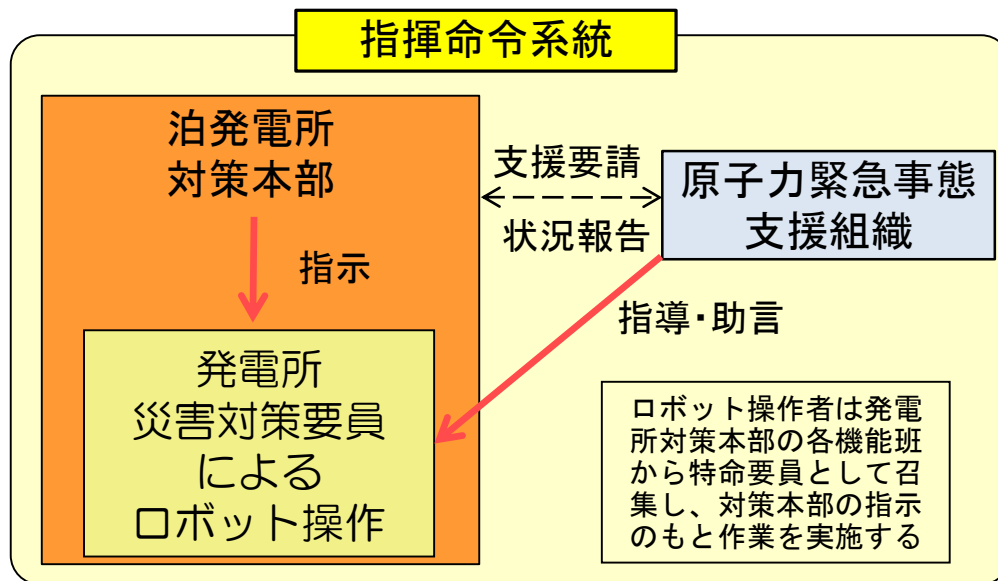 指揮命令系統
泊発電所
対策本部
指示
発電所
災害対策要員
による
ロボット操作
支援要請
状況報告
原子力緊急事態
支援組織
指導・助言
ロボット操作者は発電
所対策本部の各機能班
から特命要員として召
集し、対策本部の指示
のもと作業を実施する